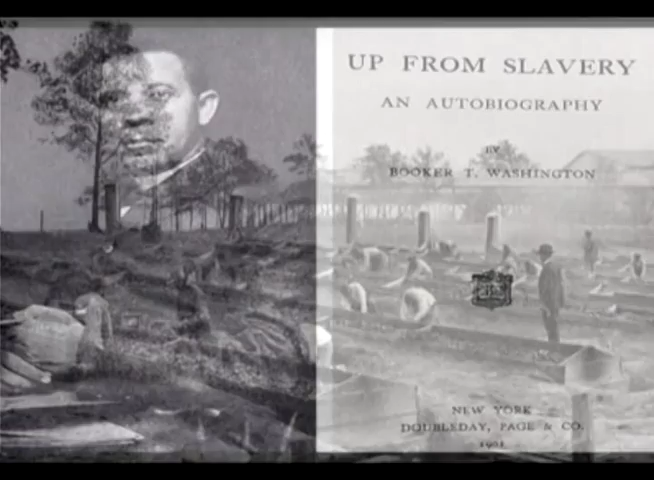 UP FROM SLAVERY
AN AUTOBIOGRAPHY
BY
BOOKER T. WASHINGTON
NEW YORK
DOUBLEDAY, PAGE & CO.
1901